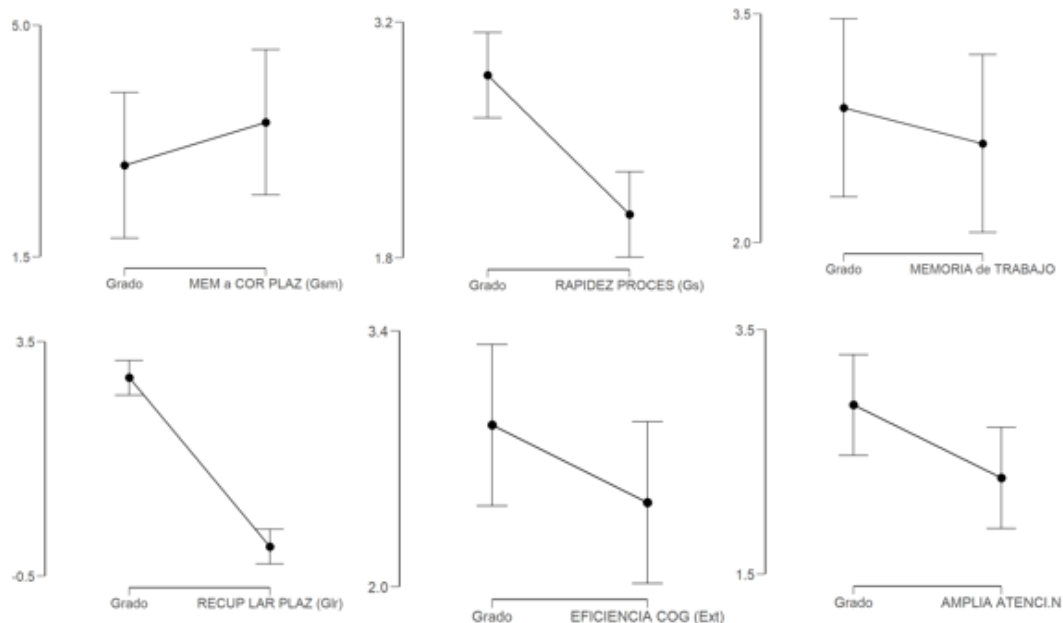 5.0
1.5
Grado MEM a COR PLAZ (Gsm)
3.2
1.8
Grado RAPIDEZ PROCES (Gs)
3.5
2.0
Grado MEMORIA de TRABAJO
3.5
-0.5
Grado RECUP LAR PLAZ (Glr)
3.4
2.0
Grado EFICIENCIA COG (Ext)
3.5
1.5
Grado AMPLIA ATENCI.N